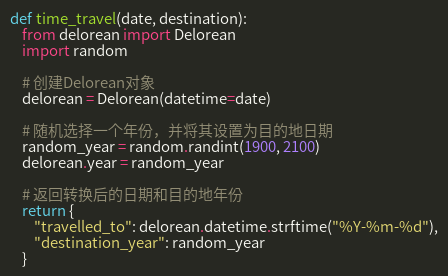 def time_travel(date, destination):
from delorean import Delorean
import random
# 创建Delorean对象
delorean = Delorean(datetime=date)
# 随机选择一个年份，并将其设置为目的地日期
random_year = random.randint(1900, 2100)
delorean.year = random_year
# 返回转换后的日期和目的地年份
return {
"travelled_to": delorean.datetime.strftime("%Y-%m-%d"),
"destination_year": random_year
}